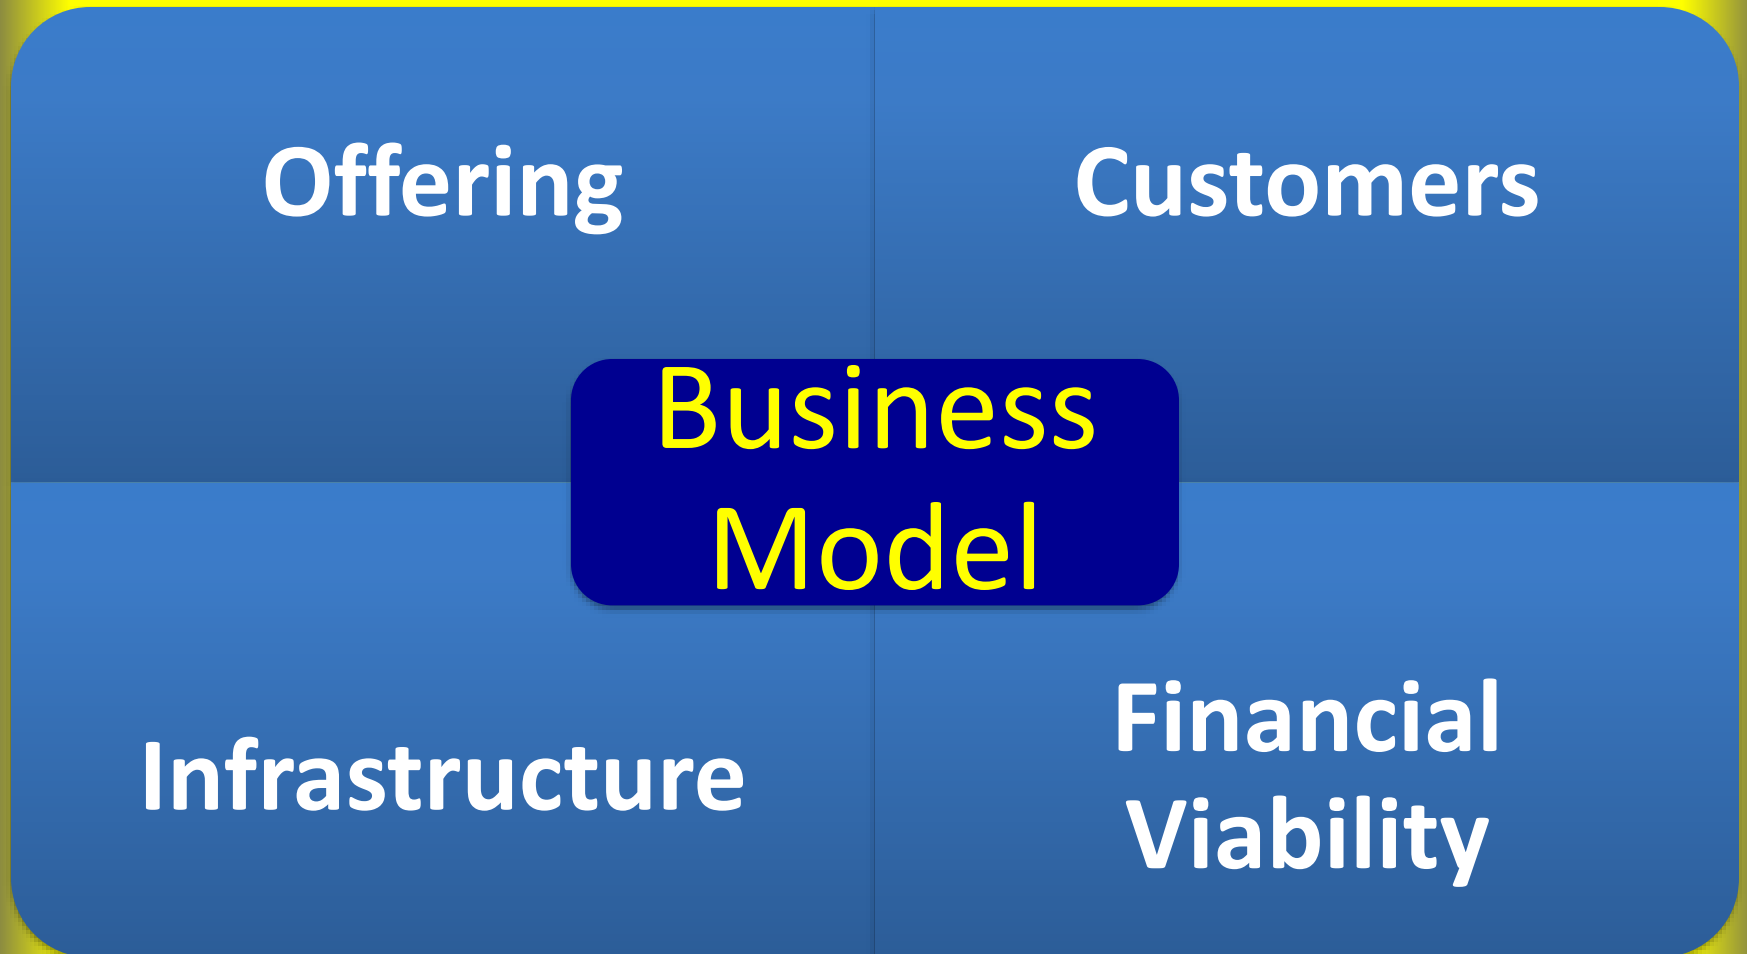 Offering
Customers
Business
Model
Infrastructure
Financial
Viability